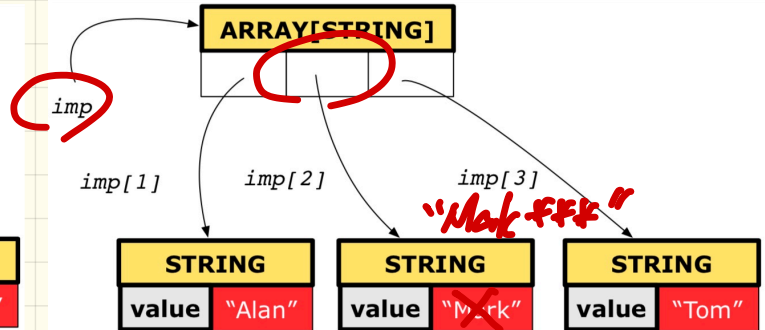 ARRAY[STRING]
imp
imp[1] imp[2] imp[3]
"Mark ***"
STRING STRING STRING
value "Alan" value "Mark" value "Tom"